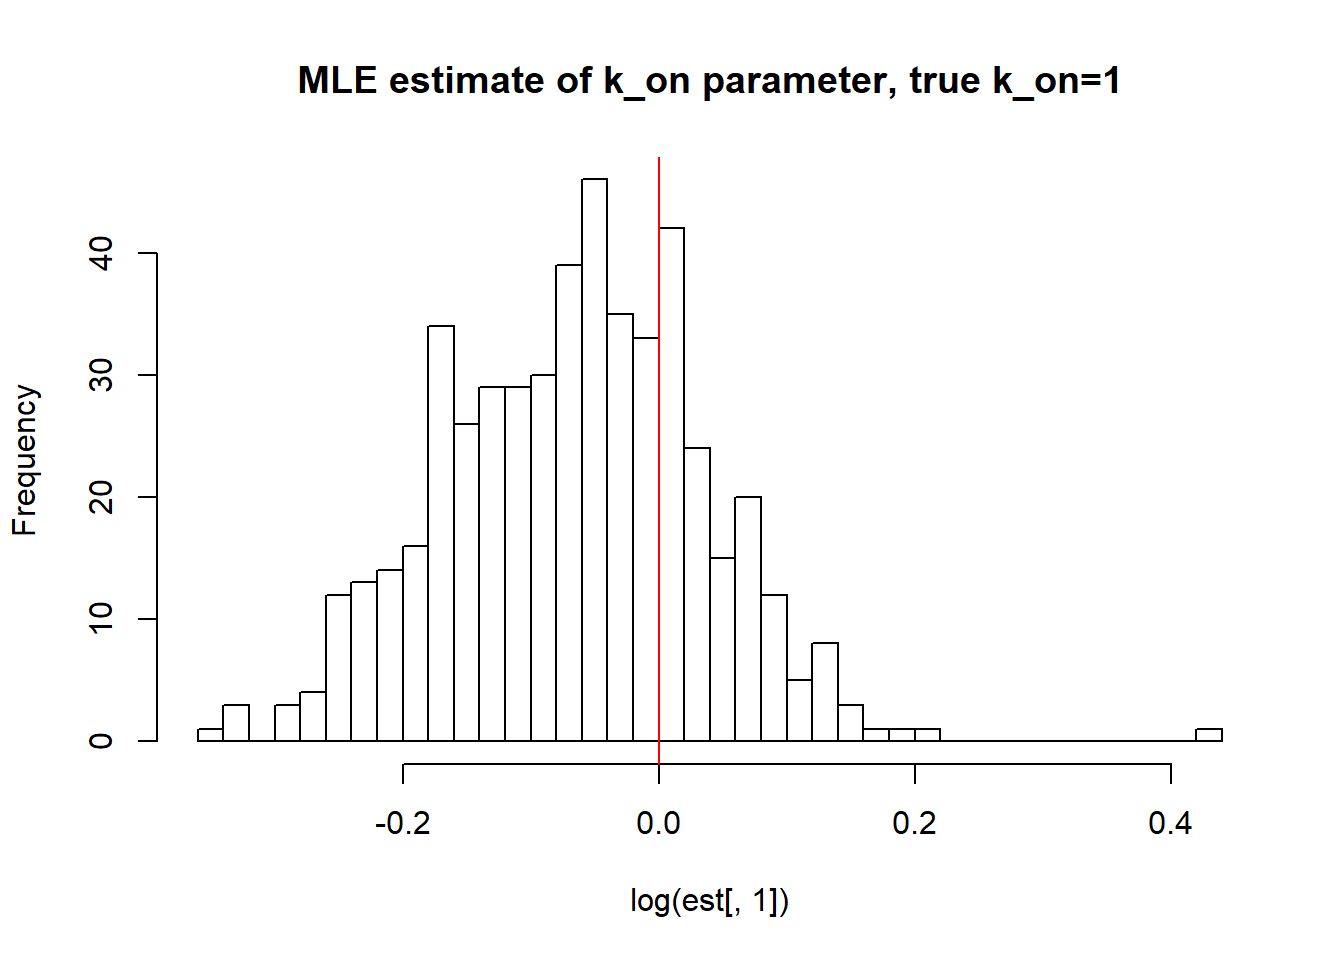 MLE estimate of k_on parameter, true k_on=1
Frequency
40
30
20
10
0
-0.2 0.0 0.2 0.4
log(est[, 1])